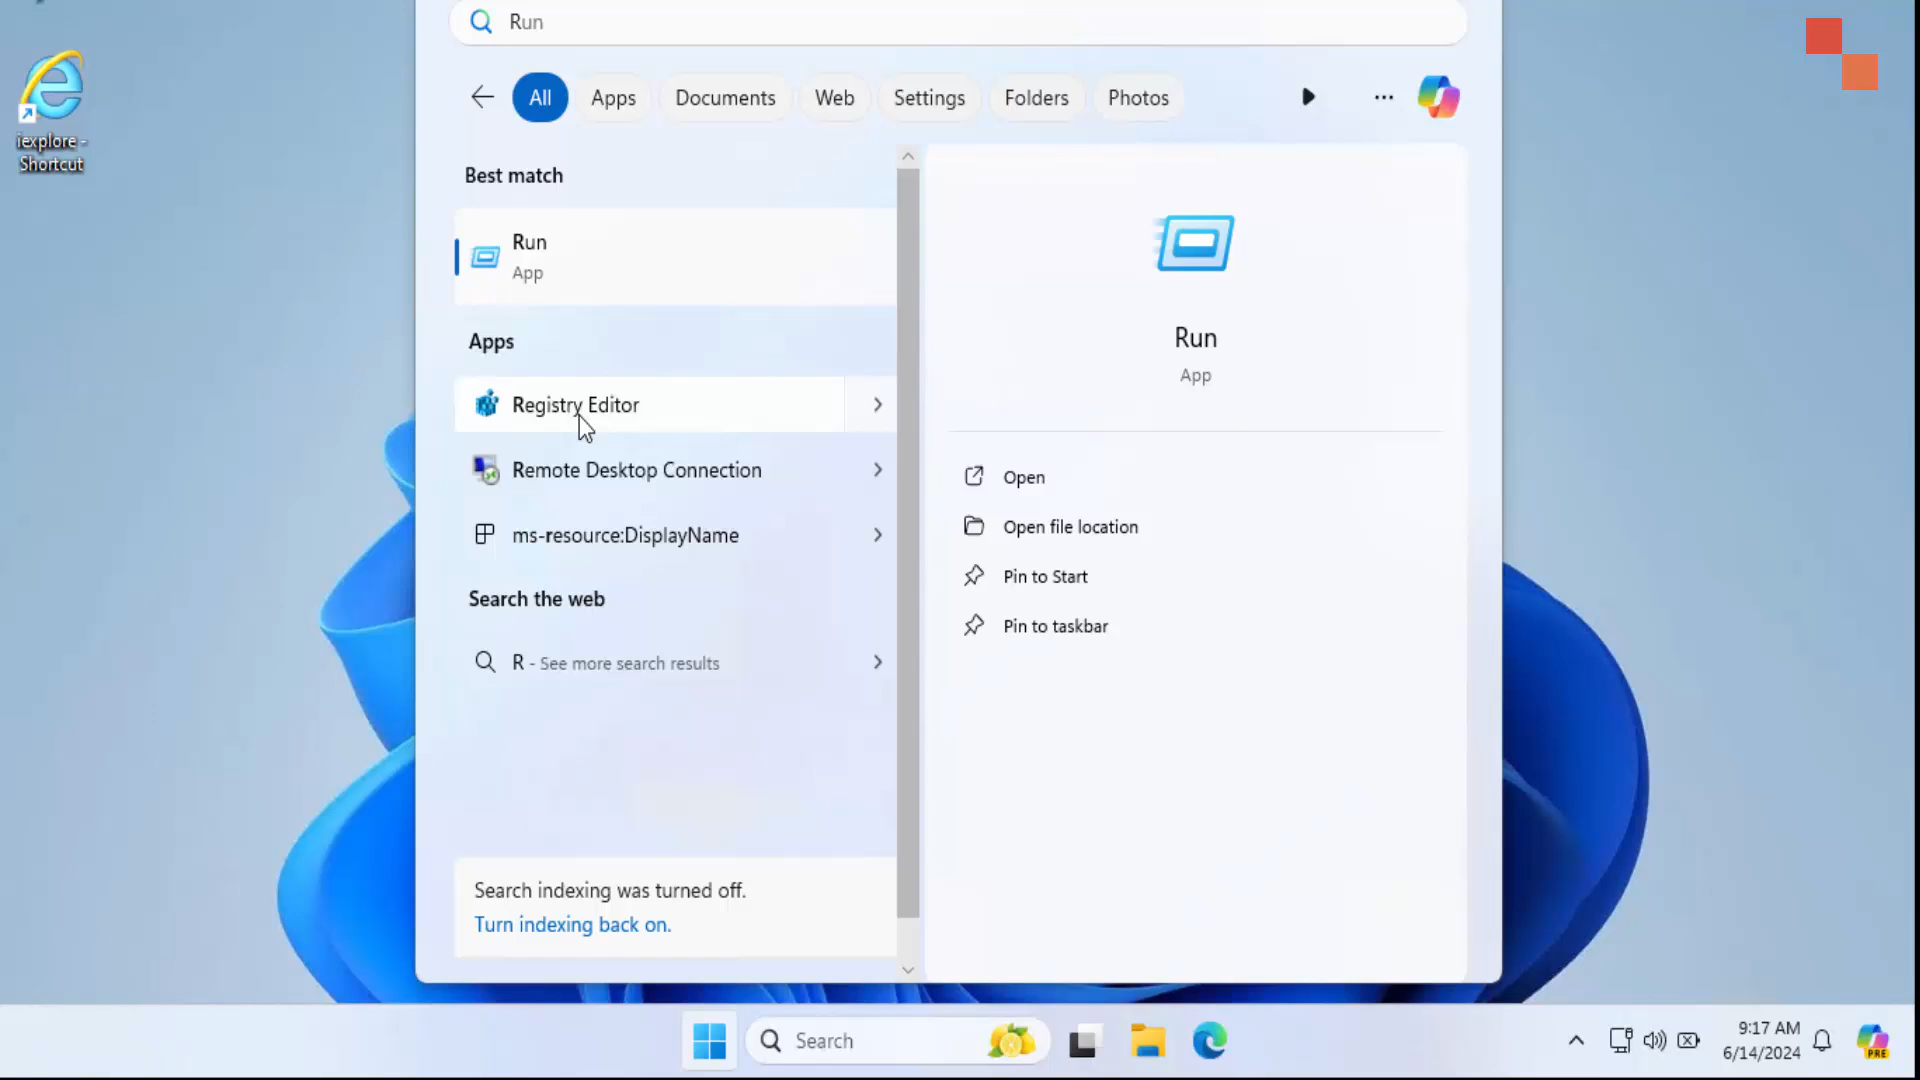 Run
All
Apps
Documents
Web
Settings
Folders
Photos
iexplore -
Shortcut
Best match
Run
App
Apps
Registry Editor
Remote Desktop Connection
ms-resource:DisplayName
Search the web
R - See more search results
Search indexing was turned off.
Turn indexing back on.
Run
App
Open
Open file location
Pin to Start
Pin to taskbar
Search
9:17 AM
6/14/2024
PRE